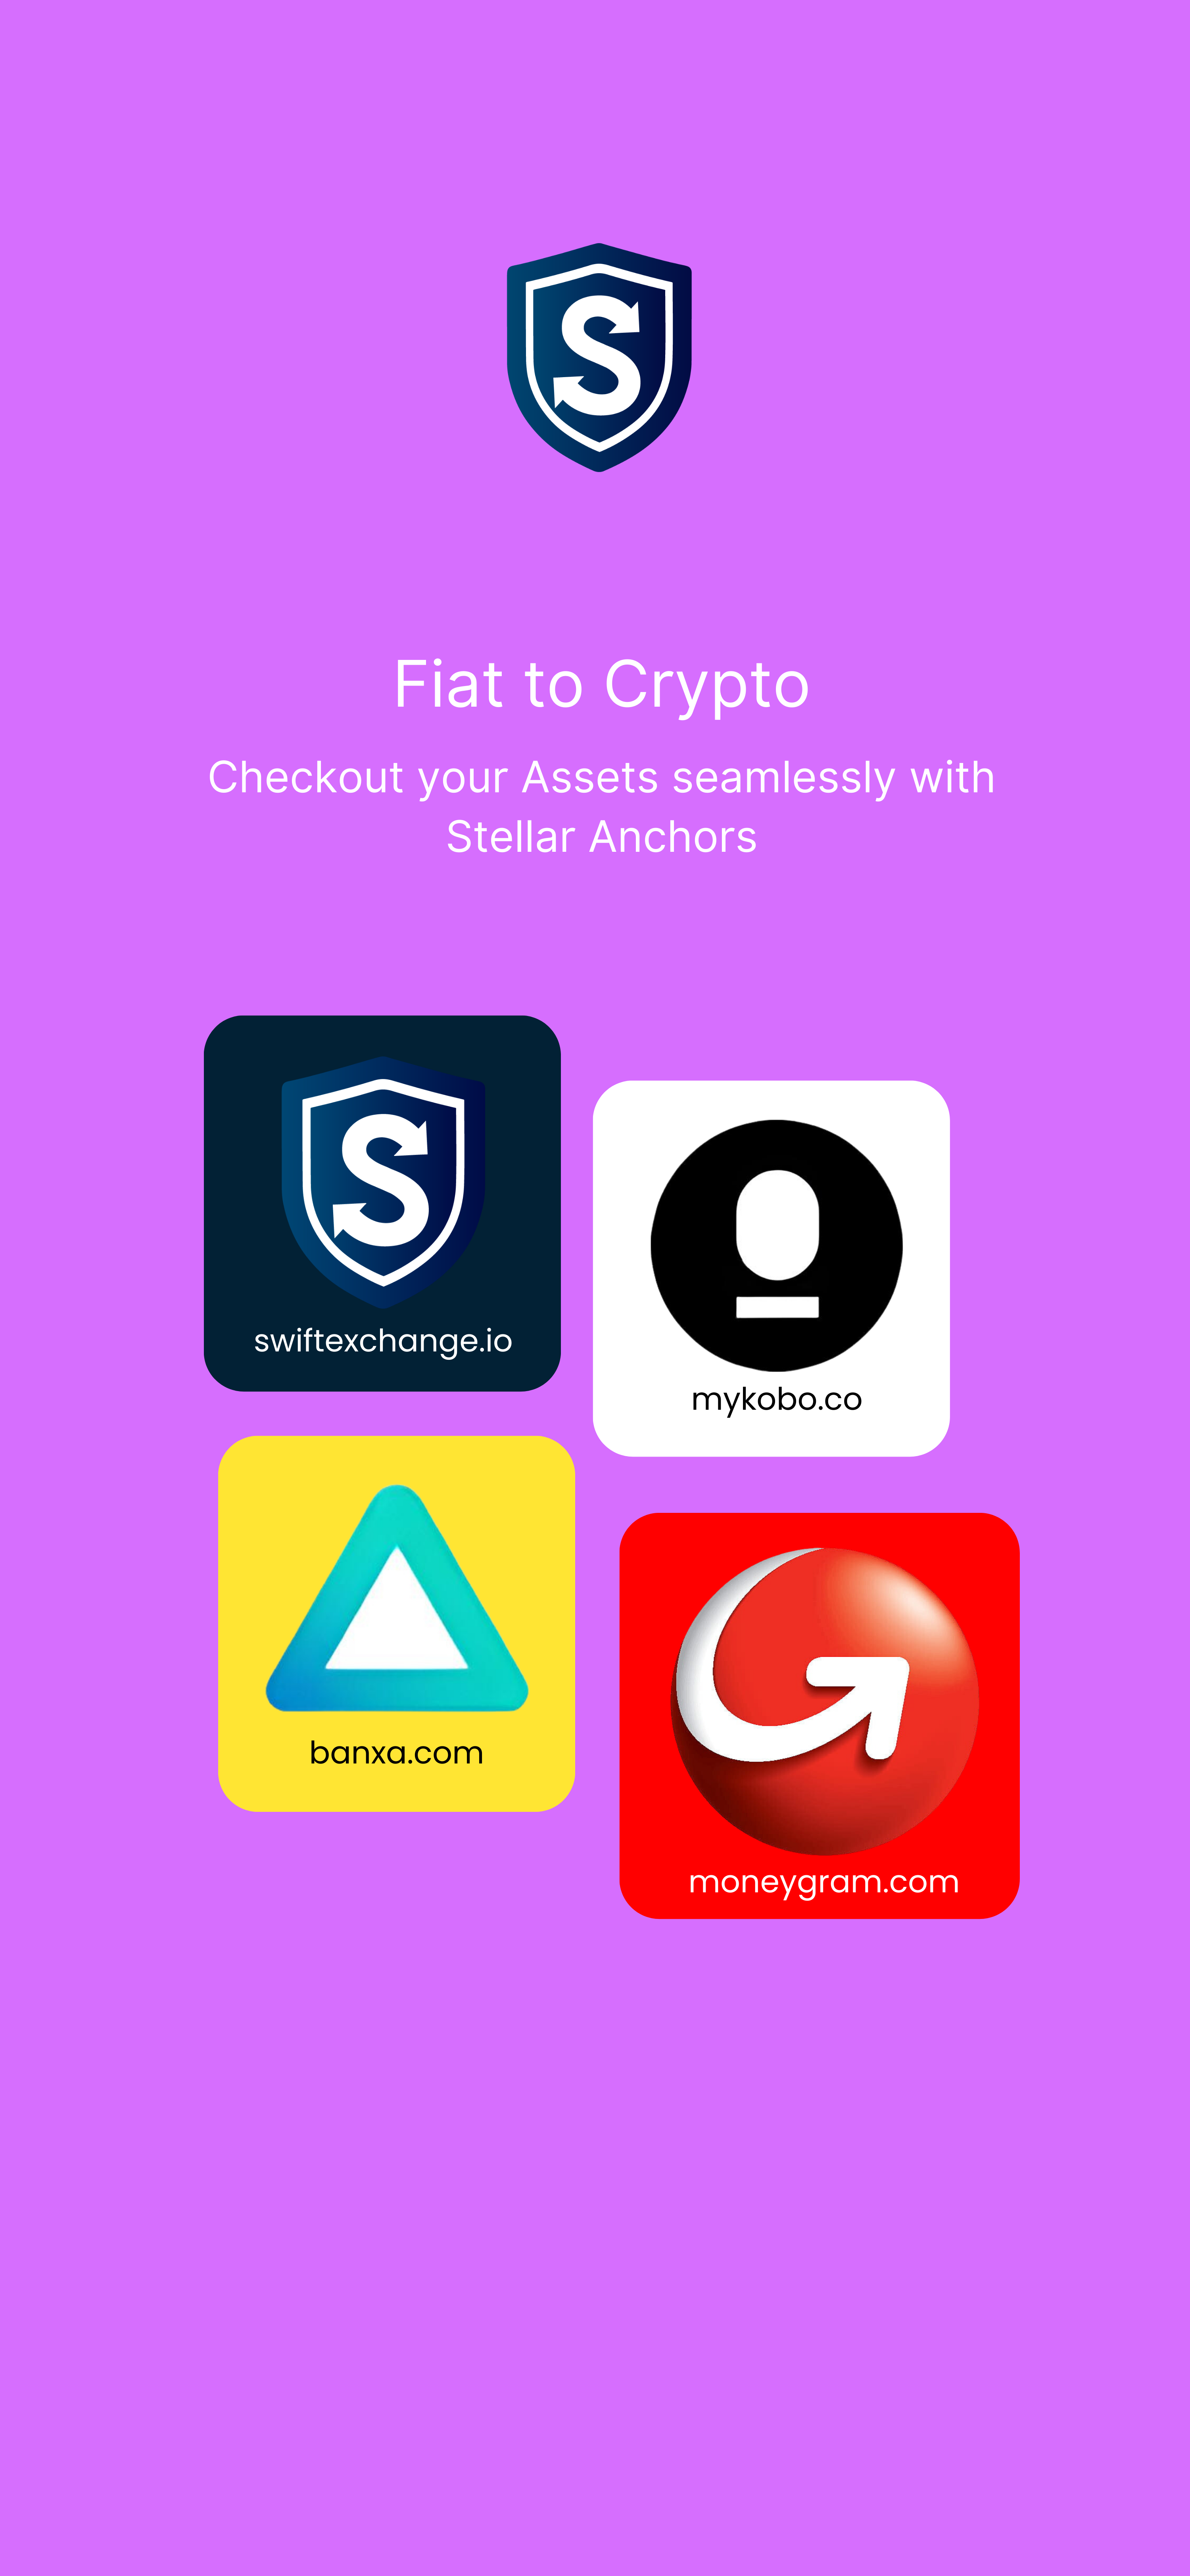 Fiat to Crypto
Checkout your Assets seamlessly with
Stellar Anchors
swiftexchange.io
mykobo.co
banxa.com
moneygram.com